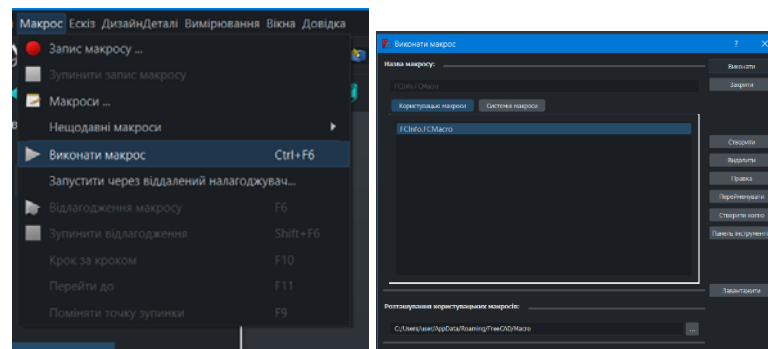 Макрос Ескіз ДизайнДеталі Вимірювання Вікна Довідка
Запис макросу ...
Зупинити запис макросу
Макроси ...
Нещодавні макроси
Виконати макрос Ctrl+F6
Запустити через віддалений налагоджувач...
Відлагодження макросу F6
Зупинити відлагодження Shift+F6
Крок за кроком F10
Перейти до F11
Поміняти точку зупинки F9
Виконати макрос ? X
Назва макросу:
Виконати
FCInfo.FCMacro
Закрити
Користувацькі макроси Системні макроси
FCInfo.FCMacro
Створити
Видалити
Правка
Перейменувати
Створити копію
Панель інструменті
Завантажити
Розташування користувацьких макросів:
C:/Users/user/AppData/Roaming/FreeCAD/Macro ...